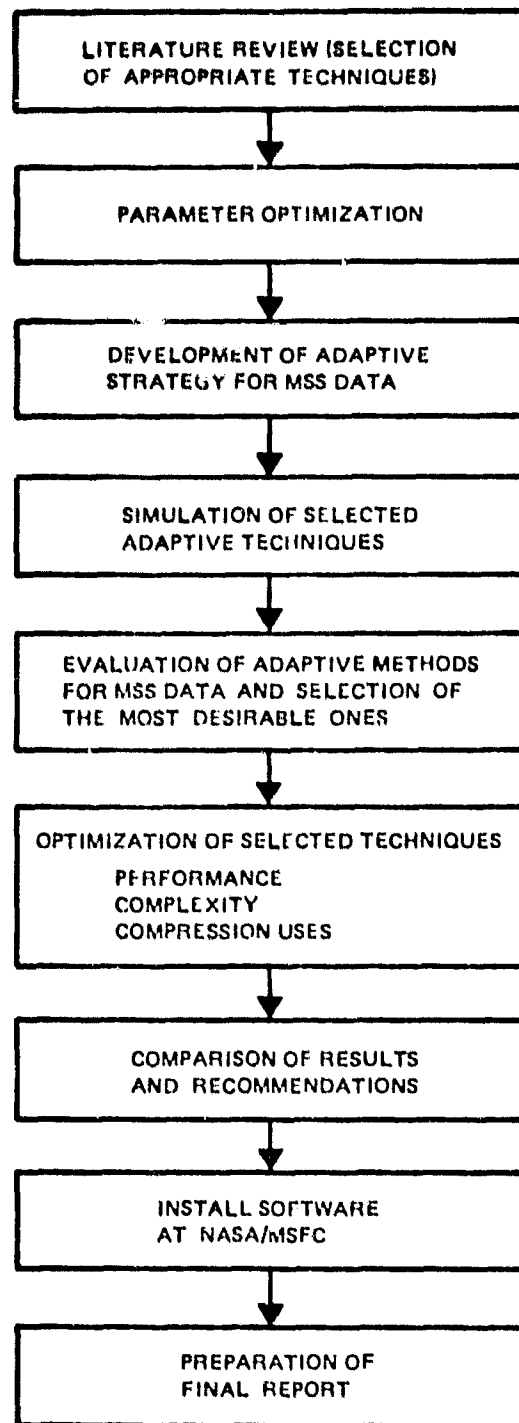 LITERATURE REVIEW (SELECTION
OF APPROPRIATE TECHNIQUES)
PARAMETER OPTIMIZATION
DEVELOPMENT OF ADAPTIVE
STRATEGY FOR MSS DATA
SIMULATION OF SELECTED
ADAPTIVE TECHNIQUES
EVALUATION OF ADAPTIVE METHODS
FOR MSS DATA AND SELECTION OF
THE MOST DESIRABLE ONES
OPTIMIZATION OF SELECTED TECHNIQUES
PERFORMANCE
COMPLEXITY
COMPRESSION USES
COMPARISON OF RESULTS
AND RECOMMENDATIONS
INSTALL SOFTWARE
AT NASA/MSFC
PREPARATION OF
FINAL REPORT